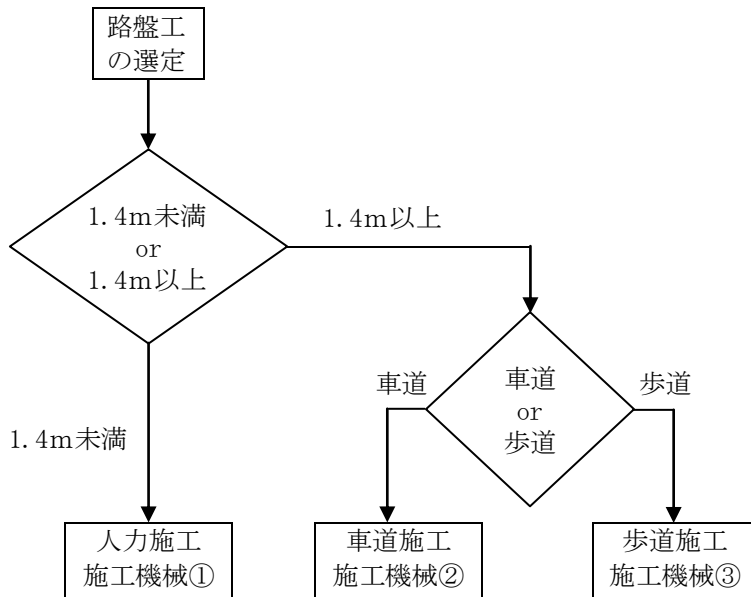 路盤工
の選定
1.4m未満
or
1.4m以上
1.4m以上
車道
車道
or
歩道
歩道
1.4m未満
人力施工
施工機械①
車道施工
施工機械②
歩道施工
施工機械③